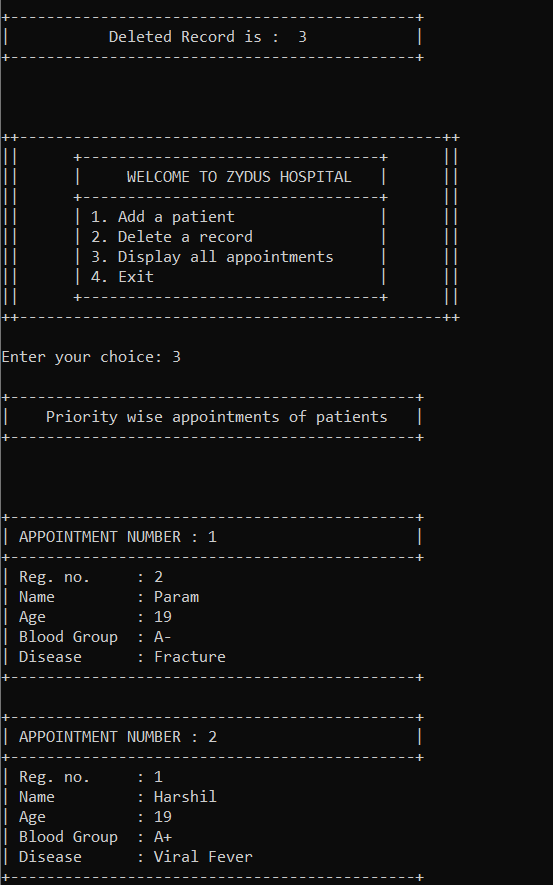 +---------------------------------------------+
|           Deleted Record is :  3            |
+---------------------------------------------+
++-----------------------------------------------++
||      +---------------------------------+      ||
||      |     WELCOME TO ZYDUS HOSPITAL   |      ||
||      +---------------------------------+      ||
||      | 1. Add a patient                |      ||
||      | 2. Delete a record              |      ||
||      | 3. Display all appointments     |      ||
||      | 4. Exit                         |      ||
||      +---------------------------------+      ||
++-----------------------------------------------++
Enter your choice: 3
+---------------------------------------------+
|    Priority wise appointments of patients   |
+---------------------------------------------+
+---------------------------------------------+
| APPOINTMENT NUMBER : 1                      |
+---------------------------------------------+
| Reg. no.     : 2
| Name         : Param
| Age          : 19
| Blood Group  : A-
| Disease      : Fracture
+---------------------------------------------+
+---------------------------------------------+
| APPOINTMENT NUMBER : 2                      |
+---------------------------------------------+
| Reg. no.     : 1
| Name         : Harshil
| Age          : 19
| Blood Group  : A+
| Disease      : Viral Fever
+---------------------------------------------+